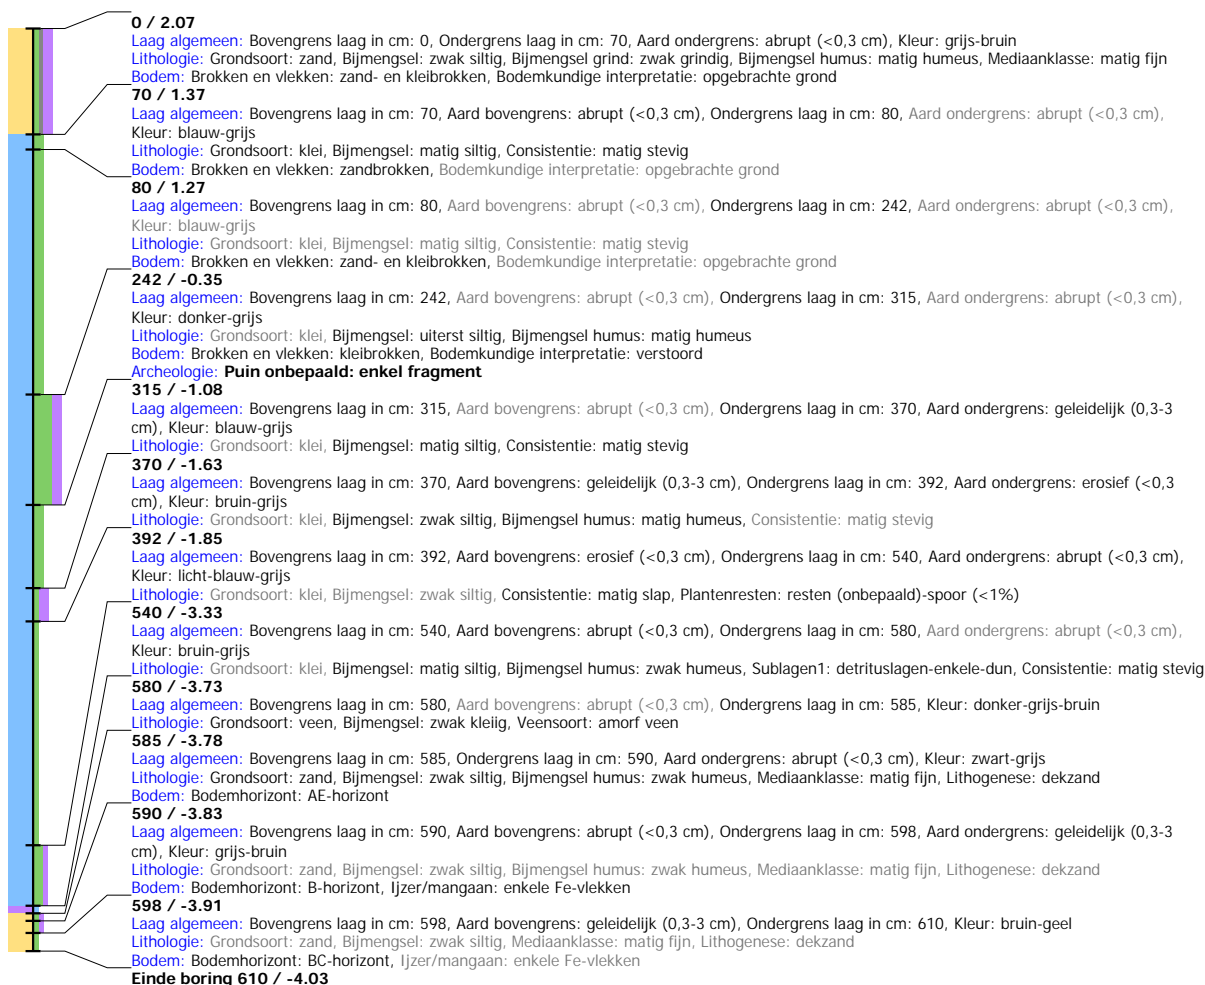 0 / 2.07
Laag algemeen: Bovengrens laag in cm: 0, Ondergrens laag in cm: 70, Aard ondergrens: abrupt (<0,3 cm), Kleur: grijs-bruin
Lithologie: Grondsoort: zand, Bijmengsel: zwak siltig, Bijmengsel grind: zwak grindig, Bijmengsel humus: matig humeus, Mediaanklasse: matig fijn
Bodem: Brokken en vlekken: zand- en kleibrokken, Bodemkundige interpretatie: opgebrachte grond
70 / 1.37
Laag algemeen: Bovengrens laag in cm: 70, Aard bovengrens: abrupt (<0,3 cm), Ondergrens laag in cm: 80, Aard ondergrens: abrupt (<0,3 cm),
Kleur: blauw-grijs
Lithologie: Grondsoort: klei, Bijmengsel: matig siltig, Consistentie: matig stevig
Bodem: Brokken en vlekken: zandbrokken, Bodemkundige interpretatie: opgebrachte grond
80 / 1.27
Laag algemeen: Bovengrens laag in cm: 80, Aard bovengrens: abrupt (<0,3 cm), Ondergrens laag in cm: 242, Aard ondergrens: abrupt (<0,3 cm),
Kleur: blauw-grijs
Lithologie: Grondsoort: klei, Bijmengsel: matig siltig, Consistentie: matig stevig
Bodem: Brokken en vlekken: zand- en kleibrokken, Bodemkundige interpretatie: opgebrachte grond
242 / -0.35
Laag algemeen: Bovengrens laag in cm: 242, Aard bovengrens: abrupt (<0,3 cm), Ondergrens laag in cm: 315, Aard ondergrens: abrupt (<0,3 cm),
Kleur: donker-grijs
Lithologie: Grondsoort: klei, Bijmengsel: uiterst siltig, Bijmengsel humus: matig humeus
Bodem: Brokken en vlekken: kleibrokken, Bodemkundige interpretatie: verstoord
Archeologie: Puin onbepaald: enkel fragment
315 / -1.08
Laag algemeen: Bovengrens laag in cm: 315, Aard bovengrens: abrupt (<0,3 cm), Ondergrens laag in cm: 370, Aard ondergrens: geleidelijk (0,3-3
cm), Kleur: blauw-grijs
Lithologie: Grondsoort: klei, Bijmengsel: matig siltig, Consistentie: matig stevig
370 / -1.63
Laag algemeen: Bovengrens laag in cm: 370, Aard bovengrens: geleidelijk (0,3-3 cm), Ondergrens laag in cm: 392, Aard ondergrens: erosief (<0,3
cm), Kleur: bruin-grijs
Lithologie: Grondsoort: klei, Bijmengsel: zwak siltig, Bijmengsel humus: matig humeus, Consistentie: matig stevig
392 / -1.85
Laag algemeen: Bovengrens laag in cm: 392, Aard bovengrens: erosief (<0,3 cm), Ondergrens laag in cm: 540, Aard ondergrens: abrupt (<0,3 cm),
Kleur: licht-blauw-grijs
Lithologie: Grondsoort: klei, Bijmengsel: zwak siltig, Consistentie: matig slap, Plantenresten: resten (onbepaald)-spoor (<1%)
540 / -3.33
Laag algemeen: Bovengrens laag in cm: 540, Aard bovengrens: abrupt (<0,3 cm), Ondergrens laag in cm: 580, Aard ondergrens: abrupt (<0,3 cm),
Kleur: bruin-grijs
Lithologie: Grondsoort: klei, Bijmengsel: matig siltig, Bijmengsel humus: zwak humeus, Sublagen1: detrituslagen-enkele-dun, Consistentie: matig stevig
580 / -3.73
Laag algemeen: Bovengrens laag in cm: 580, Aard bovengrens: abrupt (<0,3 cm), Ondergrens laag in cm: 585, Kleur: donker-grijs-bruin
Lithologie: Grondsoort: veen, Bijmengsel: zwak kleiig, Veensoort: amorf veen
585 / -3.78
Laag algemeen: Bovengrens laag in cm: 585, Ondergrens laag in cm: 590, Aard ondergrens: abrupt (<0,3 cm), Kleur: zwart-grijs
Lithologie: Grondsoort: zand, Bijmengsel: zwak siltig, Bijmengsel humus: zwak humeus, Mediaanklasse: matig fijn, Lithogenese: dekzand
Bodem: Bodemhorizont: AE-horizont
590 / -3.83
Laag algemeen: Bovengrens laag in cm: 590, Aard bovengrens: abrupt (<0,3 cm), Ondergrens laag in cm: 598, Aard ondergrens: geleidelijk (0,3-3
cm), Kleur: grijs-bruin
Lithologie: Grondsoort: zand, Bijmengsel: zwak siltig, Bijmengsel humus: zwak humeus, Mediaanklasse: matig fijn, Lithogenese: dekzand
Bodem: Bodemhorizont: B-horizont, Ijzer/mangaan: enkele Fe-vlekken
598 / -3.91
Laag algemeen: Bovengrens laag in cm: 598, Aard bovengrens: geleidelijk (0,3-3 cm), Ondergrens laag in cm: 610, Kleur: bruin-geel
Lithologie: Grondsoort: zand, Bijmengsel: zwak siltig, Mediaanklasse: matig fijn, Lithogenese: dekzand
Bodem: Bodemhorizont: BC-horizont, Ijzer/mangaan: enkele Fe-vlekken
Einde boring 610 / -4.03